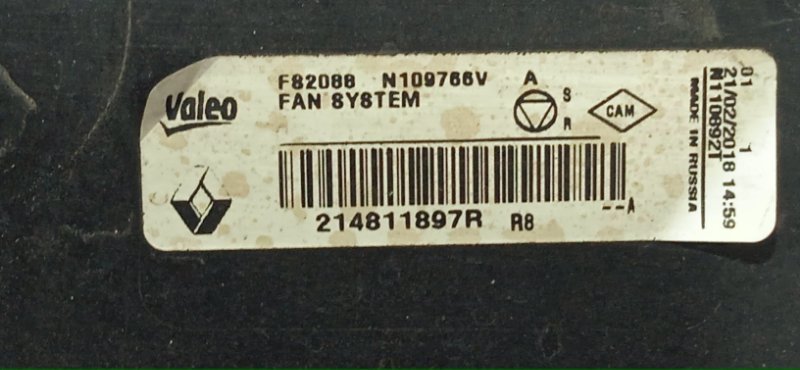 Valeo
F82088 N109766V A
FAN SYSTEM
S
R
CAM
214811897R R8
--A
01 1
21/02/2018 14:59
N110892T
MADE IN RUSSIA